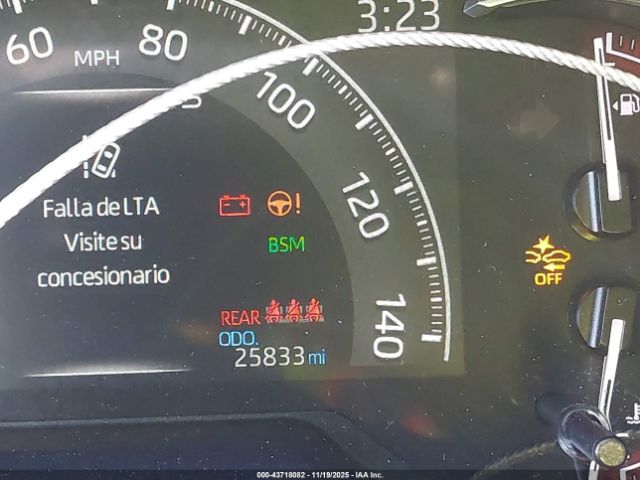 3:23
60
MPH
80
100
120
140
Falla de LTA
Visite su
concesionario
BSM
REAR
ODO.
25833 mi
OFF
000-43718082 - 11/19/2025 - IAA Inc.